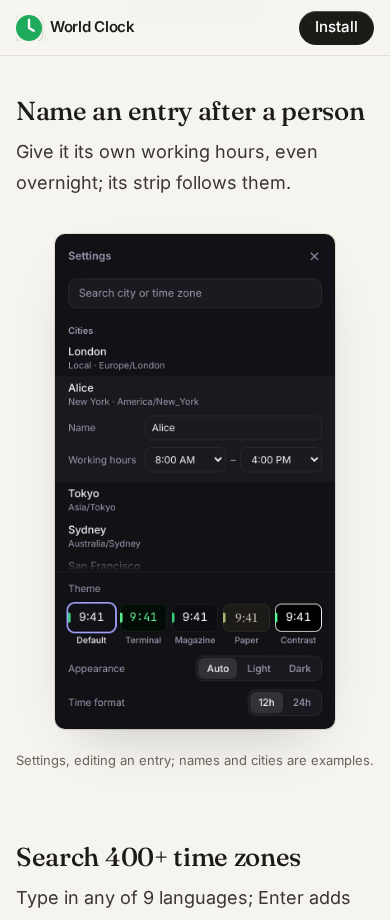 World Clock
Install
Name an entry after a person
Give it its own working hours, even
overnight; its strip follows them.
Settings
Search city or time zone
Cities
London
Local · Europe/London
Alice
New York · America/New_York
Name
Alice
Working hours
8:00 AM – 4:00 PM
Tokyo
Asia/Tokyo
Sydney
Australia/Sydney
San Francisco
Theme
9:41 9:41 9:41 9:41 9:41
Default Terminal Magazine Paper Contrast
Appearance
Auto Light Dark
Time format
12h 24h
Settings, editing an entry; names and cities are examples.
Search 400+ time zones
Type in any of 9 languages; Enter adds